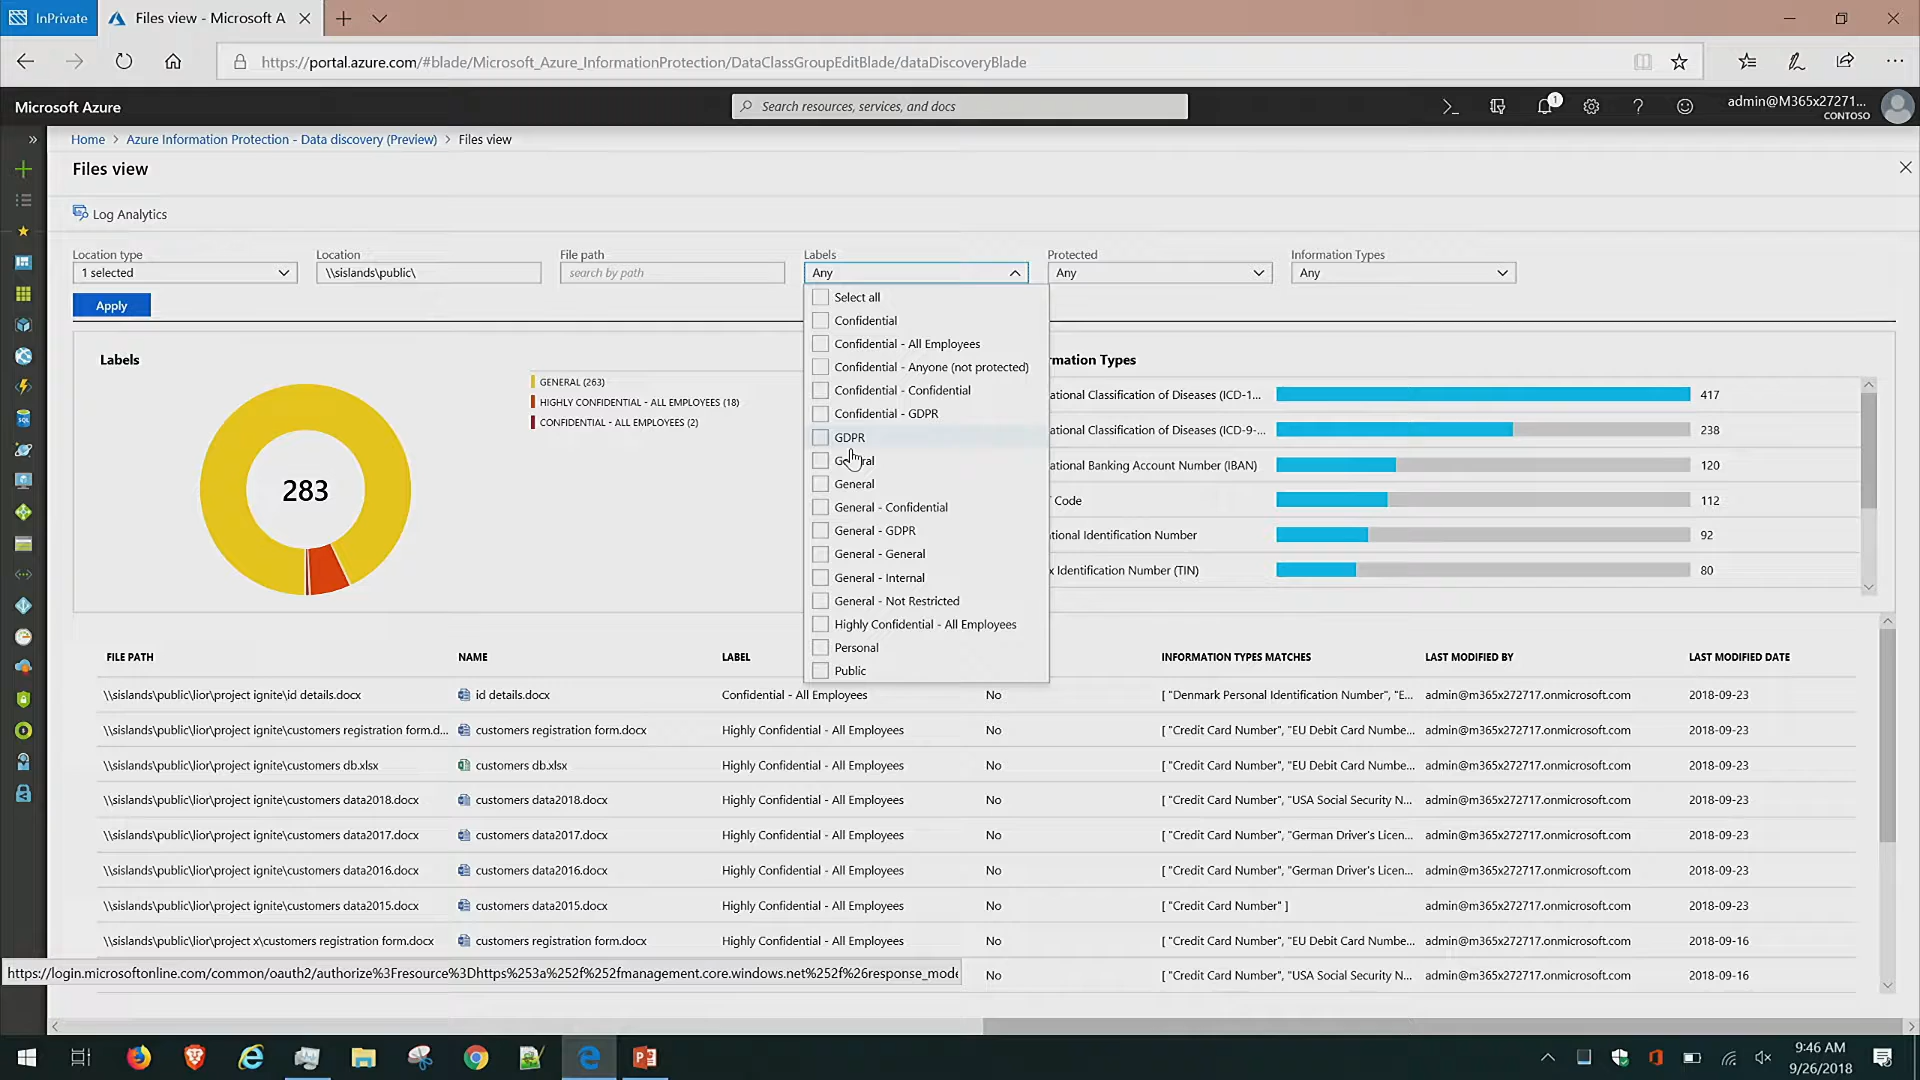 InPrivate
Files view - Microsoft A
https://portal.azure.com/#blade/Microsoft_Azure_InformationProtection/DataClassGroupEditBlade/dataDiscoveryBlade
Microsoft Azure
Search resources, services, and docs
1
admin@M365x27271...
CONTOSO
Home > Azure Information Protection - Data discovery (Preview) > Files view
Files view
Log Analytics
Location type
Location
File path
Labels
Protected
Information Types
1 selected
\\sislands\public\
search by path
Any
Any
Any
Apply
Select all
Confidential
Confidential - All Employees
Confidential - Anyone (not protected)
Confidential - Confidential
Confidential - GDPR
GDPR
General
General - Confidential
General - GDPR
General - General
General - Internal
General - Not Restricted
Highly Confidential - All Employees
Personal
Public
Labels
283
GENERAL (263)
HIGHLY CONFIDENTIAL - ALL EMPLOYEES (18)
CONFIDENTIAL - ALL EMPLOYEES (2)
rmation Types
ational Classification of Diseases (ICD-1... 417
ational Classification of Diseases (ICD-9-... 238
ational Banking Account Number (IBAN) 120
Code 112
tional Identification Number 92
x Identification Number (TIN) 80
FILE PATH NAME LABEL INFORMATION TYPES MATCHES LAST MODIFIED BY LAST MODIFIED DATE
\\sislands\public\lior\project ignite\id details.docx id details.docx Confidential - All Employees No [ "Denmark Personal Identification Number", "E... admin@m365x272717.onmicrosoft.com 2018-09-23
\\sislands\public\lior\project ignite\customers registration form.d... customers registration form.docx Highly Confidential - All Employees No [ "Credit Card Number", "EU Debit Card Numbe... admin@m365x272717.onmicrosoft.com 2018-09-23
\\sislands\public\lior\project ignite\customers db.xlsx customers db.xlsx Highly Confidential - All Employees No [ "Credit Card Number", "EU Debit Card Numbe... admin@m365x272717.onmicrosoft.com 2018-09-23
\\sislands\public\lior\project ignite\customers data2018.docx customers data2018.docx Highly Confidential - All Employees No [ "Credit Card Number", "USA Social Security N... admin@m365x272717.onmicrosoft.com 2018-09-23
\\sislands\public\lior\project ignite\customers data2017.docx customers data2017.docx Highly Confidential - All Employees No [ "Credit Card Number", "German Driver's Licen... admin@m365x272717.onmicrosoft.com 2018-09-23
\\sislands\public\lior\project ignite\customers data2016.docx customers data2016.docx Highly Confidential - All Employees No [ "Credit Card Number", "German Driver's Licen... admin@m365x272717.onmicrosoft.com 2018-09-23
\\sislands\public\lior\project ignite\customers data2015.docx customers data2015.docx Highly Confidential - All Employees No [ "Credit Card Number" ] admin@m365x272717.onmicrosoft.com 2018-09-23
\\sislands\public\lior\project x\customers registration form.docx customers registration form.docx Highly Confidential - All Employees No [ "Credit Card Number", "EU Debit Card Numbe... admin@m365x272717.onmicrosoft.com 2018-09-16
No [ "Credit Card Number", "USA Social Security N... admin@m365x272717.onmicrosoft.com 2018-09-16
https://login.microsoftonline.com/common/oauth2/authorize%3Fresource%3Dhttps%253a%252f%252fmanagement.core.windows.net%252f%26response_mode
9:46 AM
9/26/2018